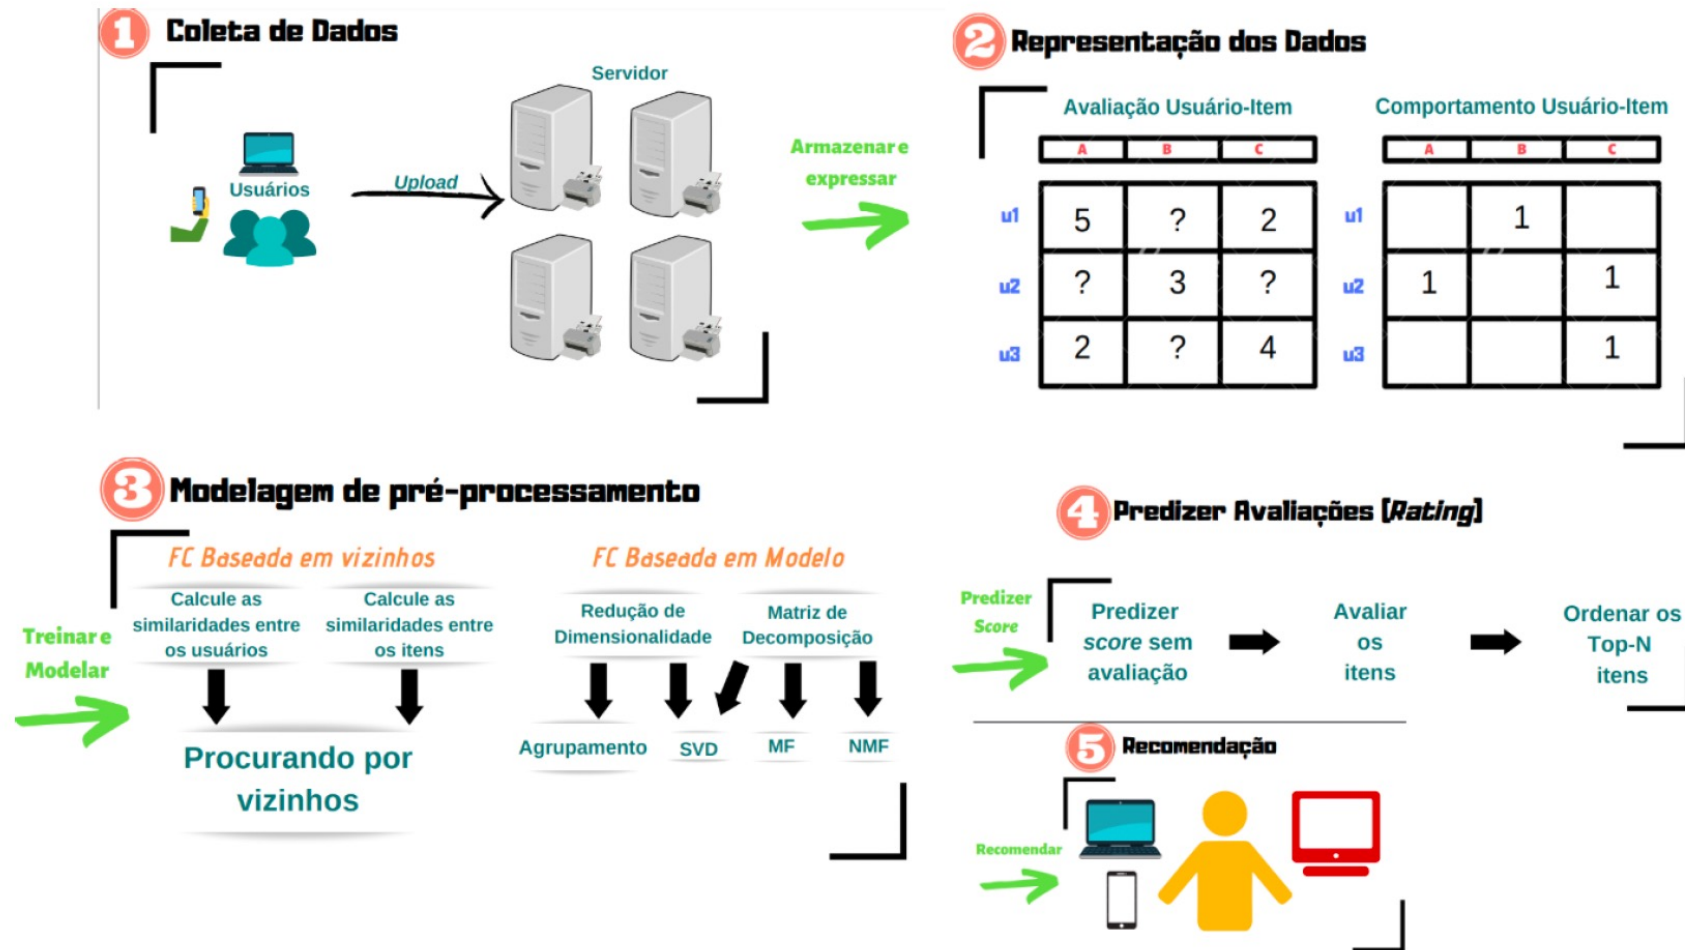 1 Coleta de Dados
Servidor
Usuários
Upload
Armazenar e
expressar
2 Representação dos Dados
Avaliação Usuário-Item
A B C
u1 5 ? 2
u2 ? 3 ?
u3 2 ? 4
Comportamento Usuário-Item
A B C
u1 1
u2 1 1
u3 1
3 Modelagem de pré-processamento
Treinar e
Modelar
FC Baseada em vizinhos
Calcule as
similaridades entre
os usuários
Calcule as
similaridades entre
os itens
Procurando por
vizinhos
FC Baseada em Modelo
Redução de
Dimensionalidade
Matriz de
Decomposição
Agrupamento
SVD
MF
NMF
4 Predizer Avaliações [Rating]
Predizer
Score
Predizer
score sem
avaliação
Avaliar
os
itens
Ordenar os
Top-N
itens
5 Recomendação
Recomendar